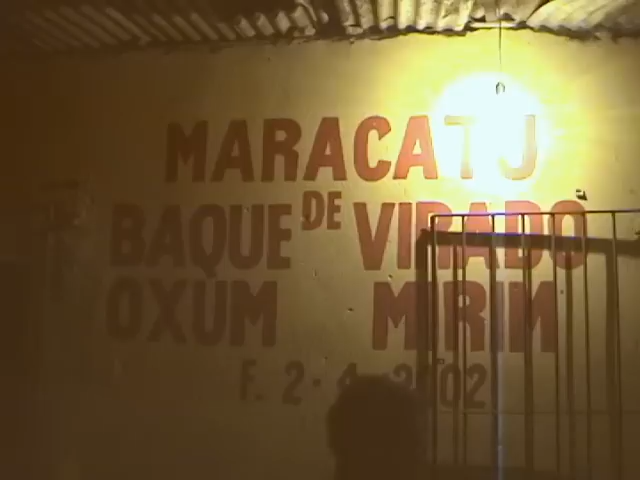 MARACATU
BAQUE DE VIRADO
OXUM MIRIM
F. 2. 4. 2002